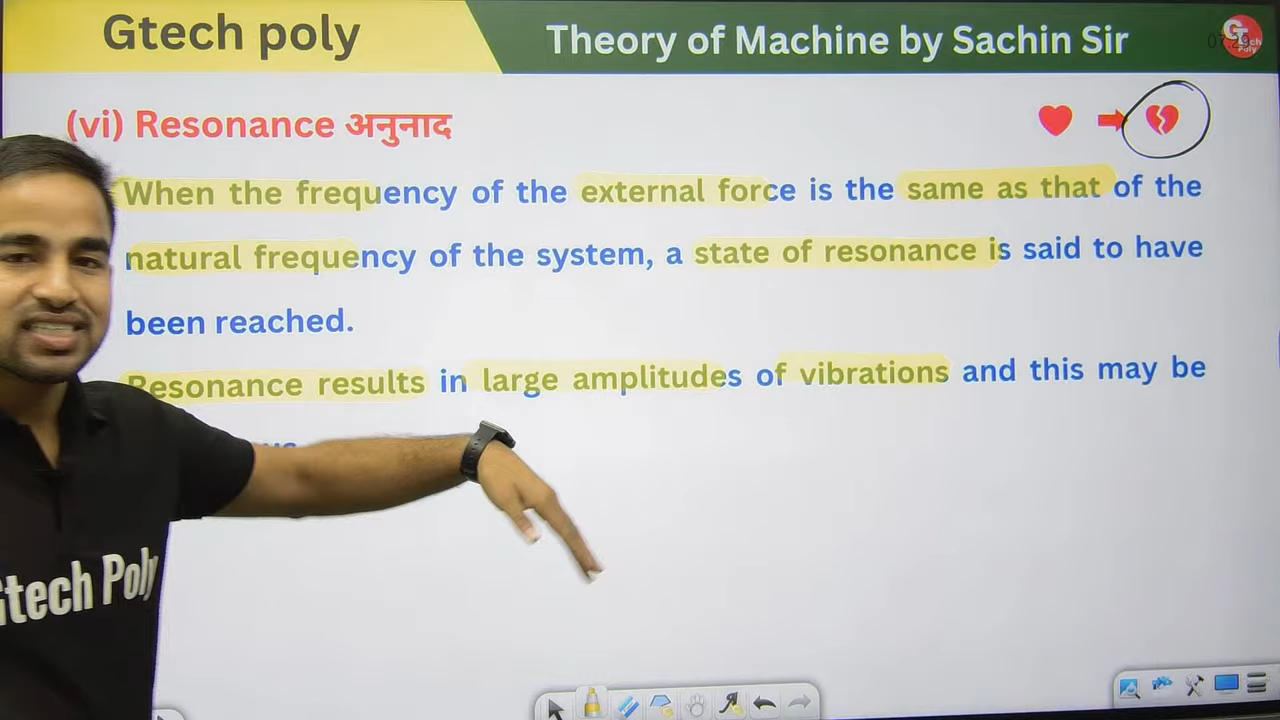 Gtech poly
Theory of Machine by Sachin Sir
(vi) Resonance अनुनाद
When the frequency of the external force is the same as that of the
natural frequency of the system, a state of resonance is said to have
been reached.
Resonance results in large amplitudes of vibrations and this may be
Gtech Poly